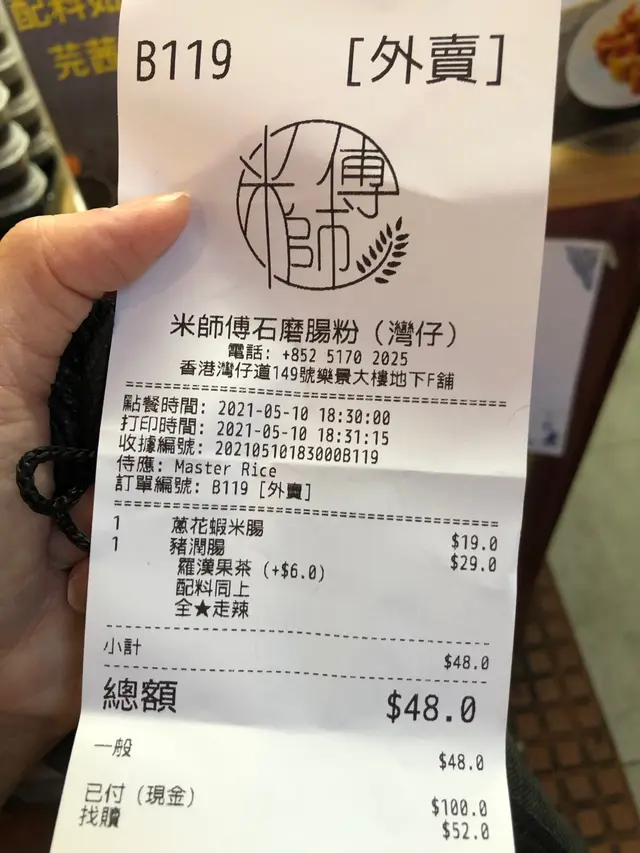 配料如
芫茜
B119 [外賣]
米師傅
米師傅石磨腸粉（灣仔）
電話: +852 5170 2025
香港灣仔道149號樂景大樓地下F舖
點餐時間: 2021-05-10 18:30:00
打印時間: 2021-05-10 18:31:15
收據編號: 20210510183000B119
侍應: Master Rice
訂單編號: B119 [外賣]
1 蔥花蝦米腸 $19.0
1 豬潤腸 $29.0
羅漢果茶 (+$6.0)
配料同上
全★走辣
小計 $48.0
總額 $48.0
一般 $48.0
已付（現金） $100.0
找贖 $52.0